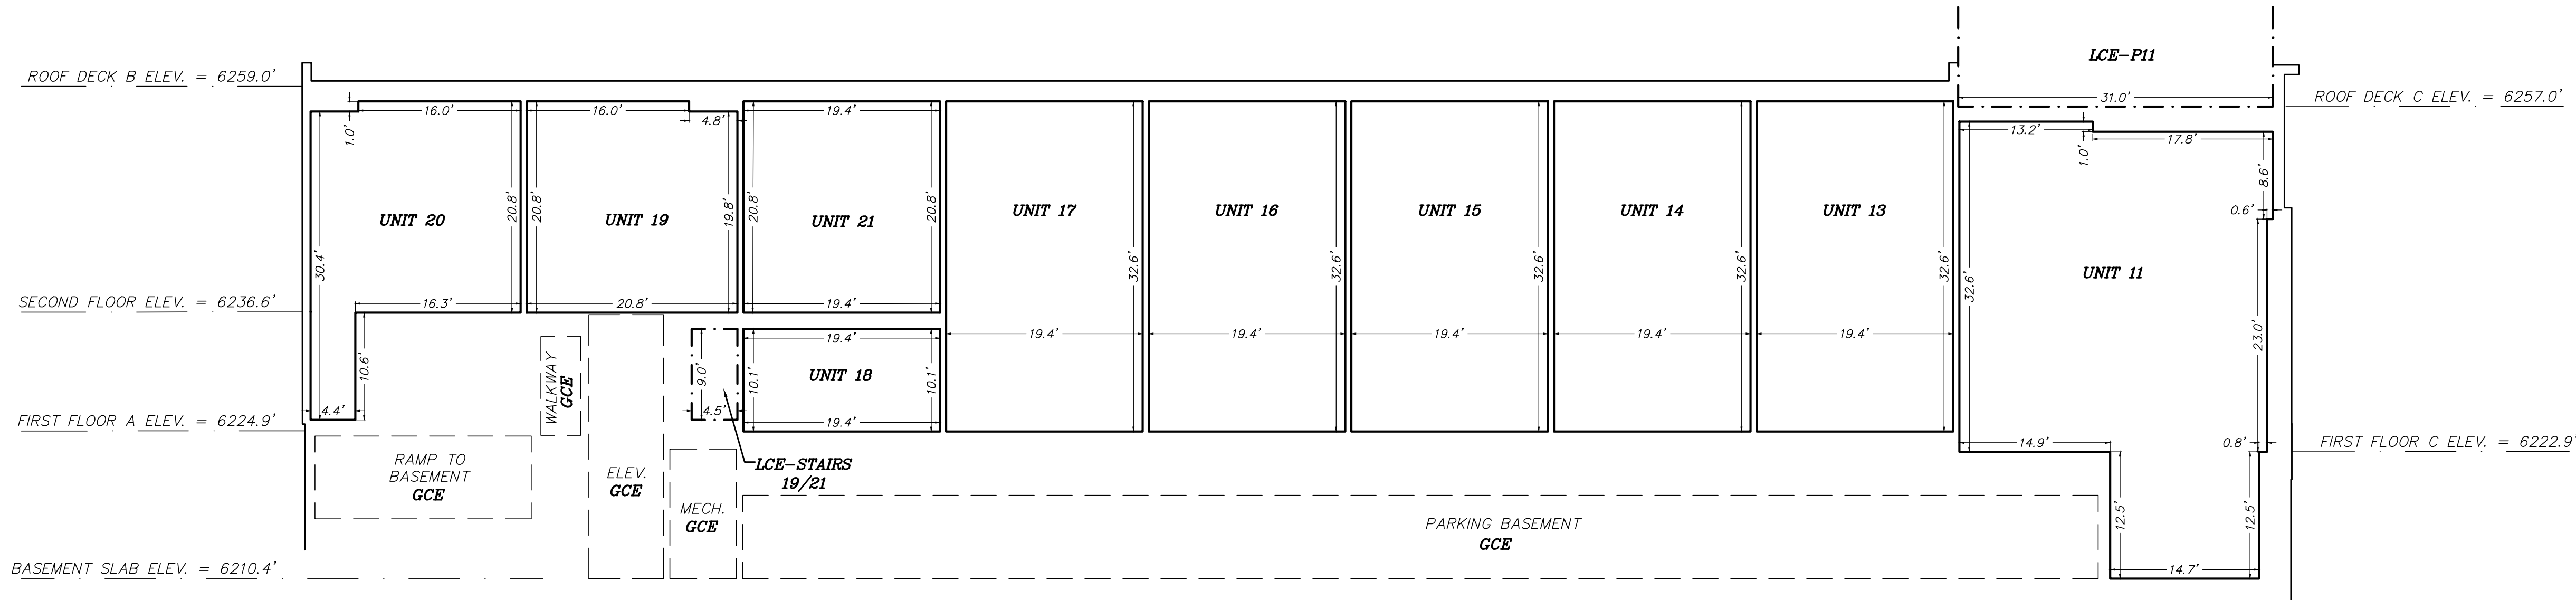 LCE-P11
ROOF DECK B ELEV. = 6259.0'
31.0'
ROOF DECK C ELEV. = 6257.0'
16.0'
16.0'
4.8'
19.4'
13.2'
17.8'
1.0'
1.0'
8.6'
0.6'
20.8'
20.8'
19.8'
20.8'
20.8'
UNIT 20
UNIT 19
UNIT 21
UNIT 17
UNIT 16
UNIT 15
UNIT 14
UNIT 13
UNIT 11
30.4'
32.6'
32.6'
32.6'
32.6'
32.6'
32.6'
23.0'
SECOND FLOOR ELEV. = 6236.6'
16.3'
20.8'
19.4'
19.4'
19.4'
19.4'
19.4'
19.4'
19.4'
10.6'
WALKWAY
GCE
9.0'
4.5'
10.1'
UNIT 18
10.1'
19.4'
4.4'
FIRST FLOOR A ELEV. = 6224.9'
14.9'
0.8'
FIRST FLOOR C ELEV. = 6222.9'
RAMP TO
BASEMENT
GCE
ELEV.
GCE
LCE-STAIRS
19/21
MECH.
GCE
PARKING BASEMENT
GCE
12.5'
12.5'
14.7'
BASEMENT SLAB ELEV. = 6210.4'